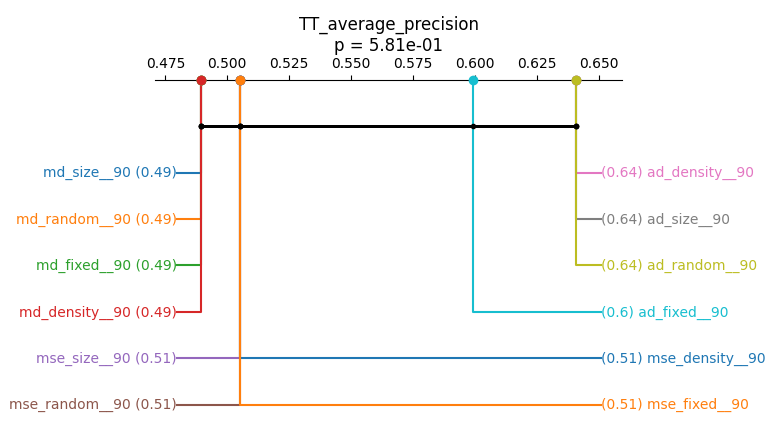 TT_average_precision
p = 5.81e-01
0.475 0.500 0.525 0.550 0.575 0.600 0.625 0.650
md_size__90 (0.49) (0.64) ad_density__90
md_random__90 (0.49) (0.64) ad_size__90
md_fixed__90 (0.49) (0.64) ad_random__90
md_density__90 (0.49) (0.6) ad_fixed__90
mse_size__90 (0.51) (0.51) mse_density__90
mse_random__90 (0.51) (0.51) mse_fixed__90